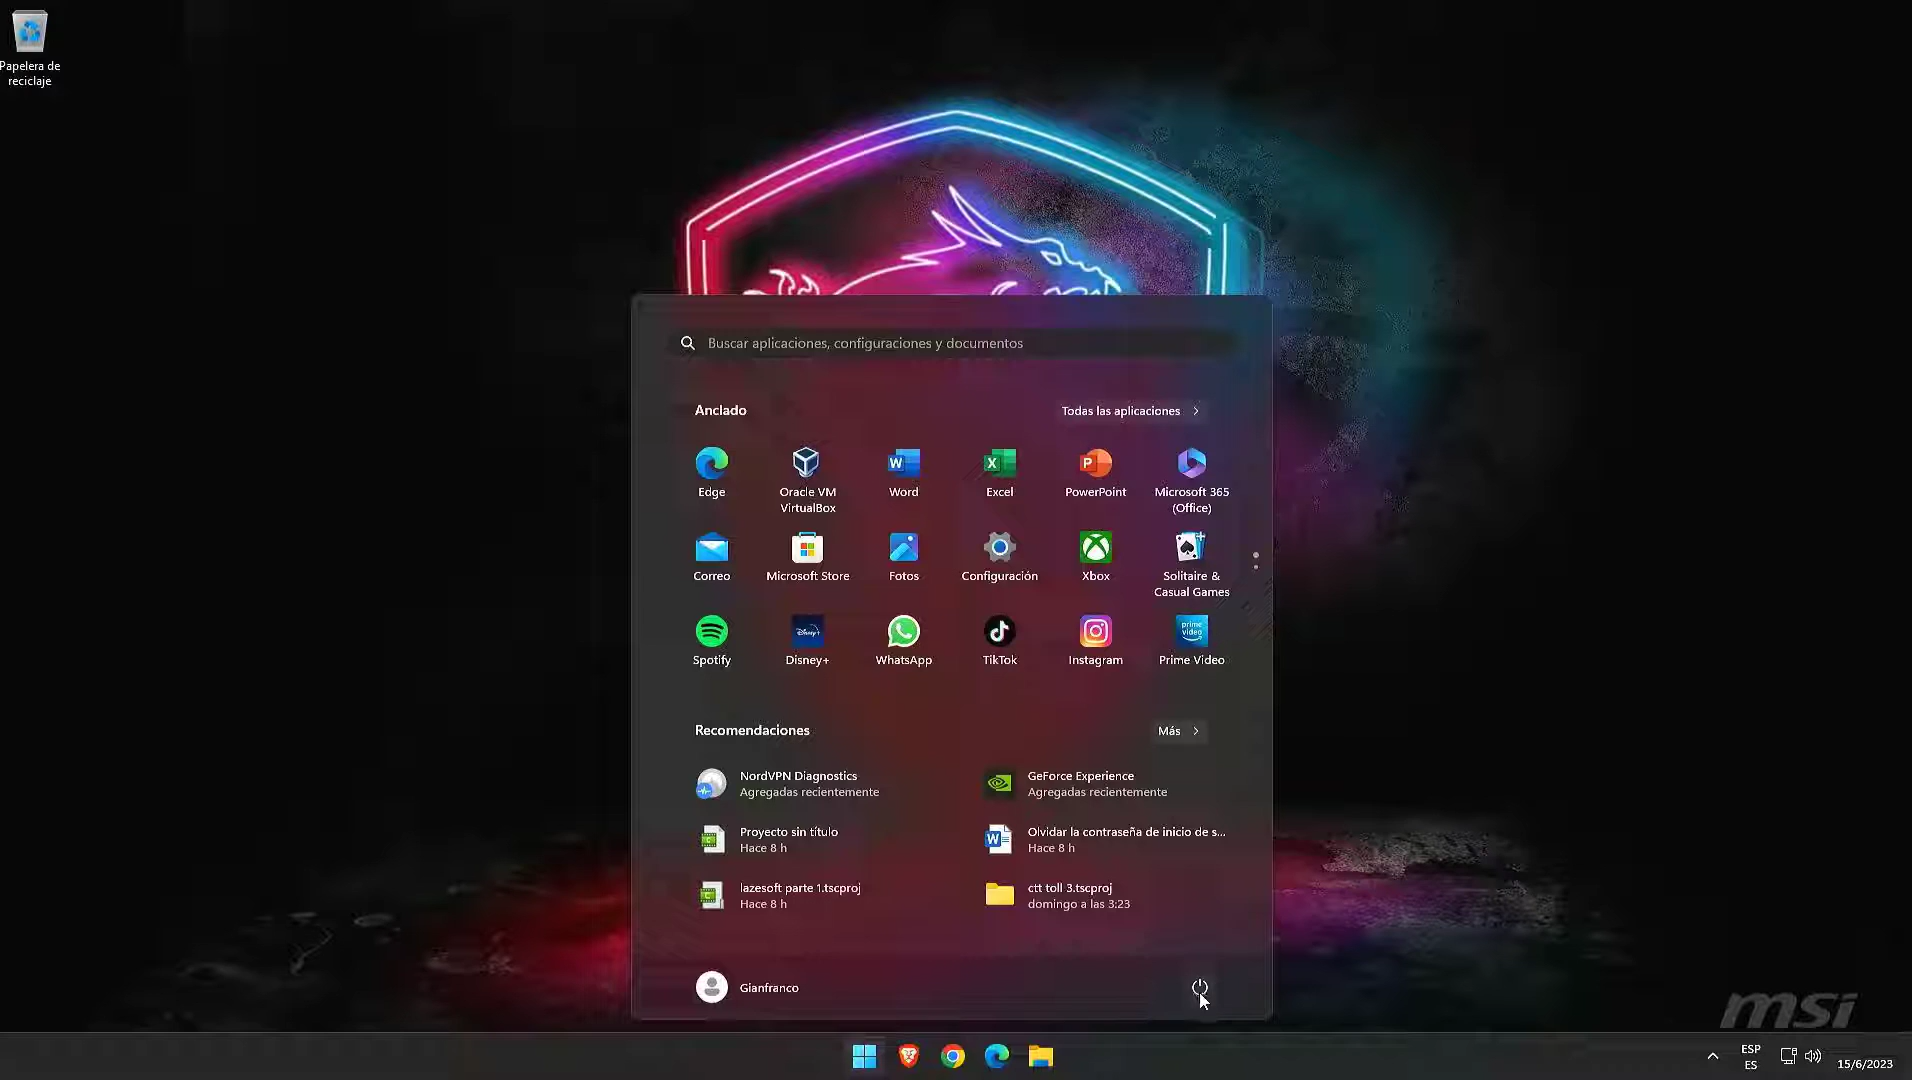 Papelera de
reciclaje
Buscar aplicaciones, configuraciones y documentos
Anclado
Todas las aplicaciones
Edge
Oracle VM
VirtualBox
Word
Excel
PowerPoint
Microsoft 365
(Office)
Correo
Microsoft Store
Fotos
Configuración
Xbox
Solitaire &
Casual Games
prime
video
Disney+
Spotify
Disney+
WhatsApp
TikTok
Instagram
Prime Video
Recomendaciones
Más
NordVPN Diagnostics
Agregadas recientemente
GeForce Experience
Agregadas recientemente
Proyecto sin título
Hace 8 h
Olvidar la contraseña de inicio de s...
Hace 8 h
lazesoft parte 1.tscproj
Hace 8 h
ctt toll 3.tscproj
domingo a las 3:23
Gianfranco
msi
ESP
ES
15/6/2023